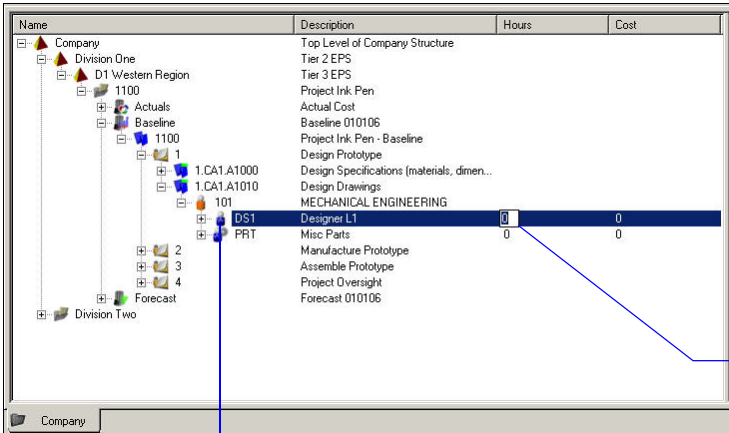 Name Description Hours Cost
Company Top Level of Company Structure
Division One Tier 2 EPS
D1 Western Region Tier 3 EPS
1100 Project Ink Pen
Actuals Actual Cost
Baseline Baseline 010106
1100 Project Ink Pen - Baseline
1 Design Prototype
1.CA1.A1000 Design Specifications (materials, dimen...
1.CA1.A1010 Design Drawings
101 MECHANICAL ENGINEERING
DS1 Designer L1 0 0
PRT Misc Parts 0 0
2 Manufacture Prototype
3 Assemble Prototype
4 Project Oversight
Forecast Forecast 010106
Division Two
Company